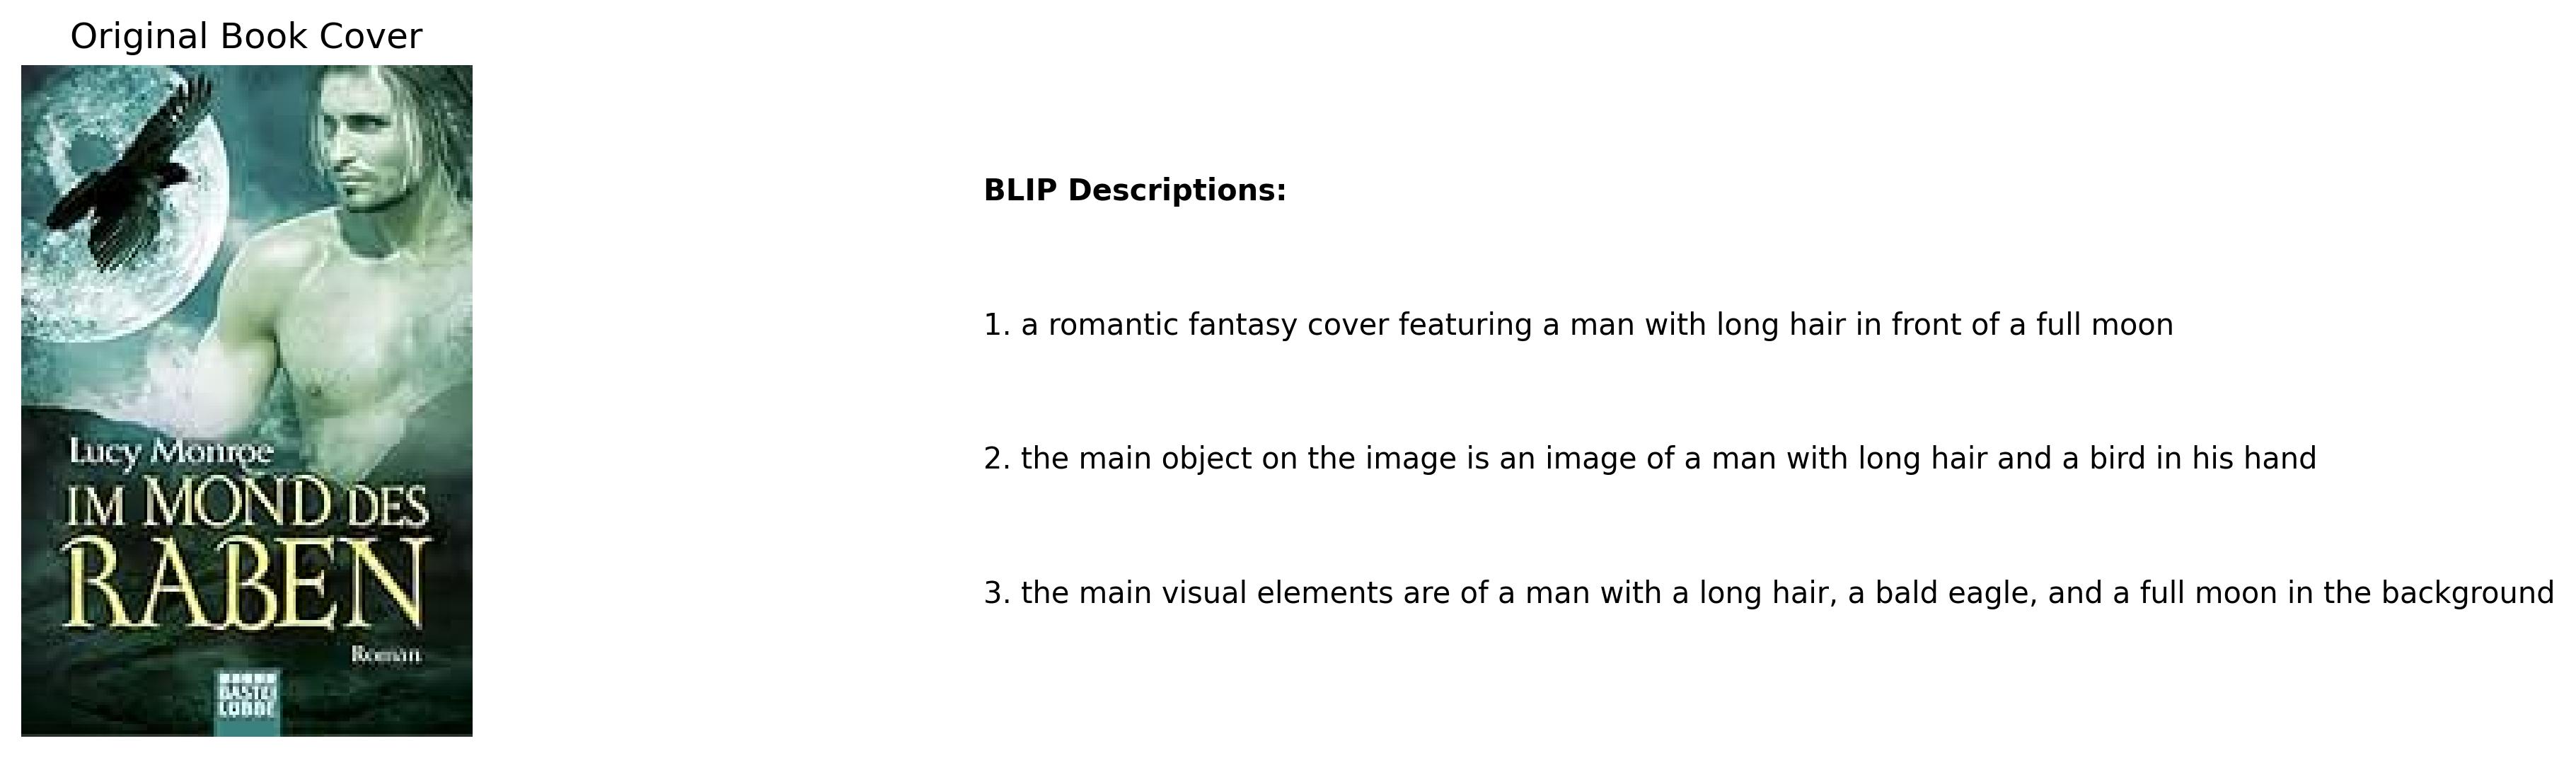 Original Book Cover
Lucy Monroe
IM MOND DES
RABEN
Roman
BASTEI
LÜBBE
BLIP Descriptions:
1. a romantic fantasy cover featuring a man with long hair in front of a full moon
2. the main object on the image is an image of a man with long hair and a bird in his hand
3. the main visual elements are of a man with a long hair, a bald eagle, and a full moon in the background